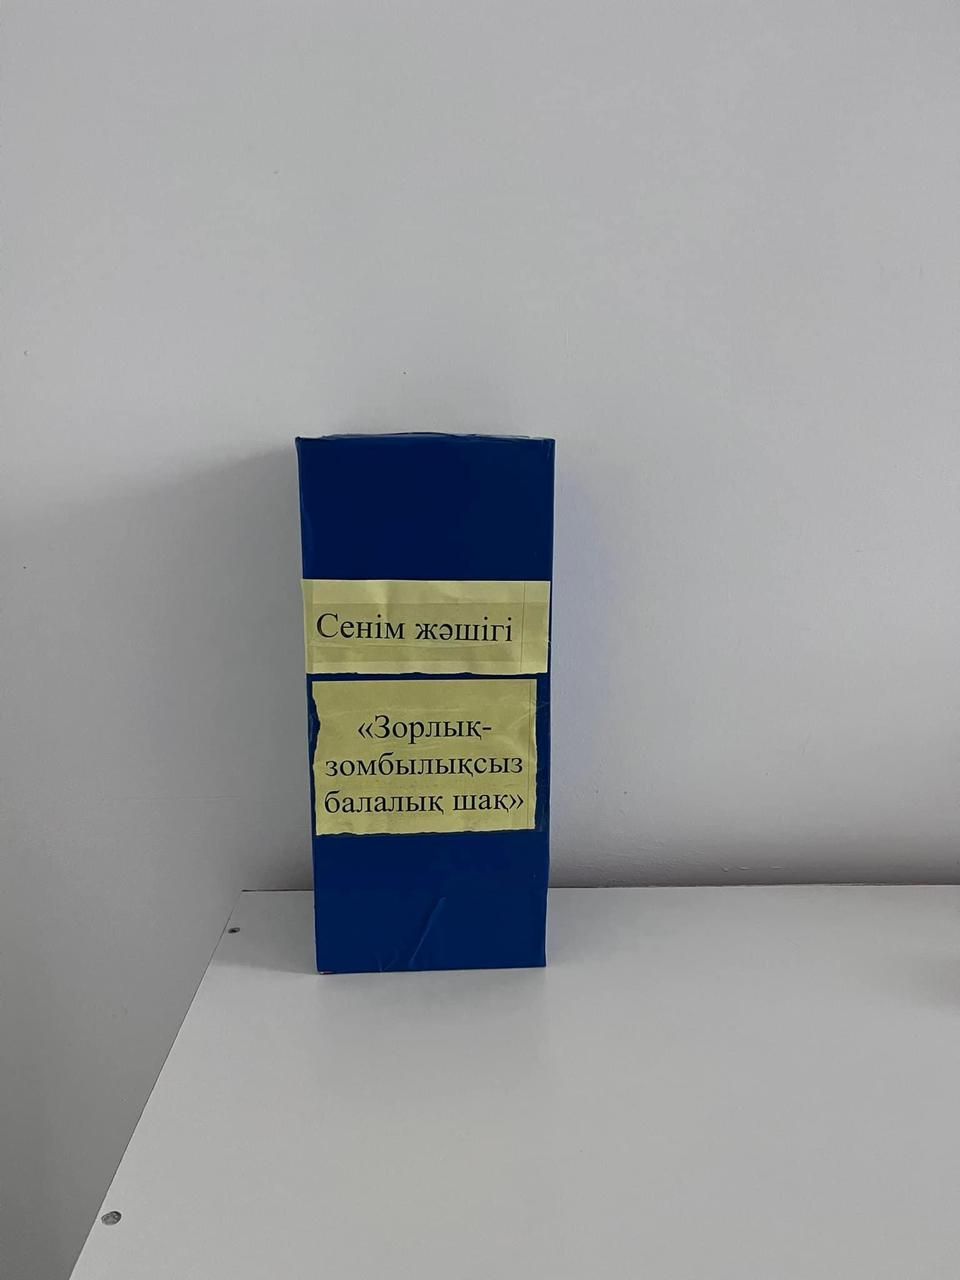 Сенім жәшігі
«Зорлық-
зомбылықсыз
балалық шақ»